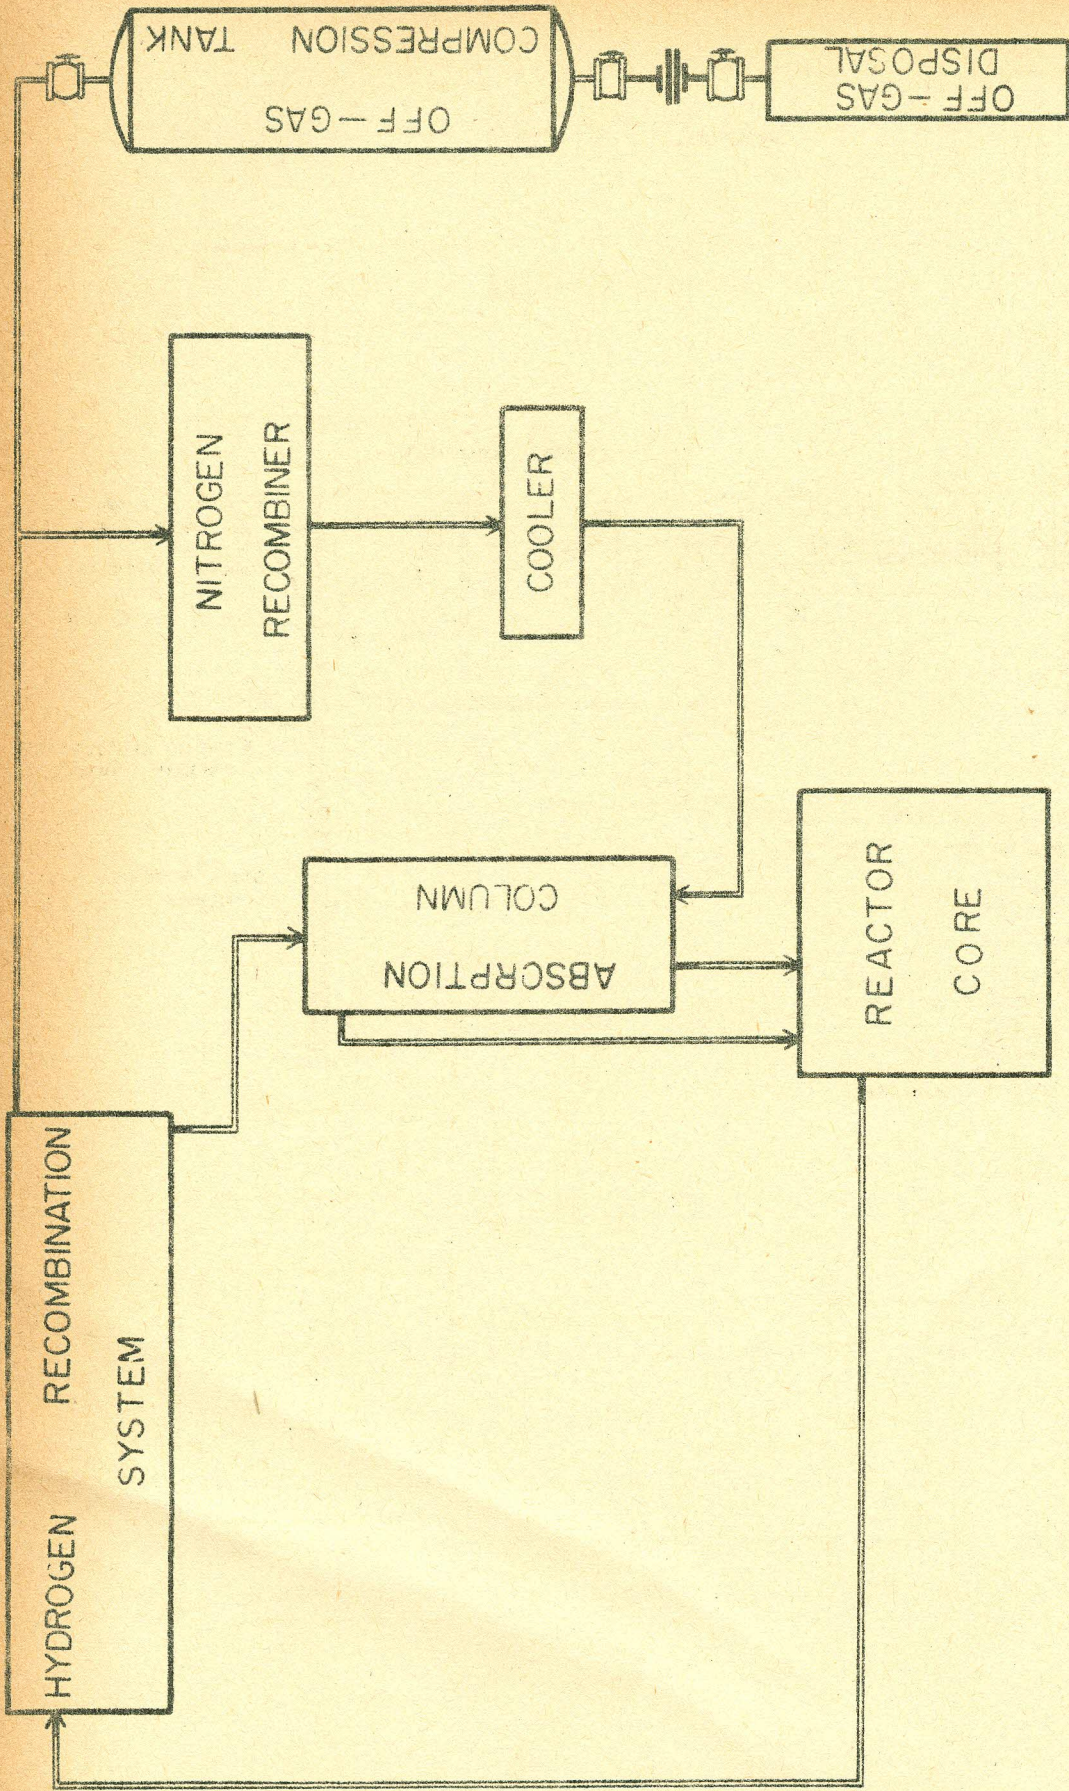 HYDROGEN RECOMBINATION
SYSTEM
NITROGEN
RECOMBINER
OFF-GAS
COMPRESSION TANK
COOLER
OFF-GAS
DISPOSAL
ABSORPTION
COLUMN
REACTOR
CORE